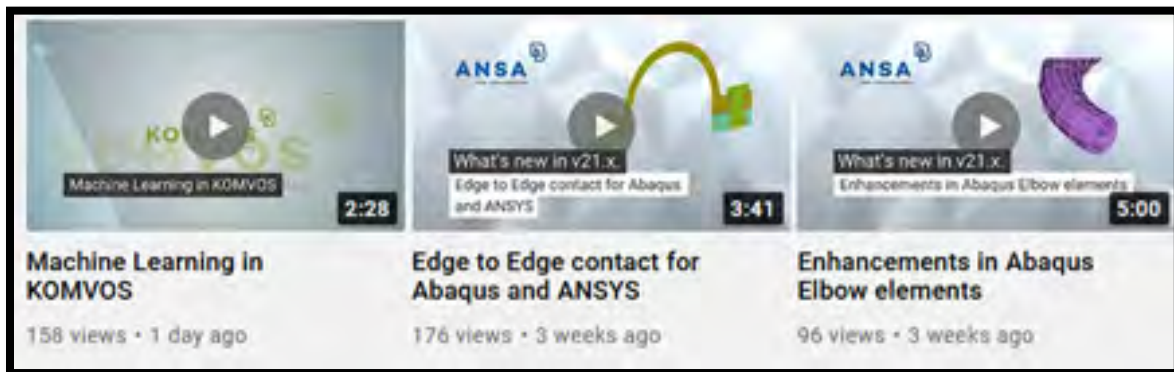 KOMVOS
Machine Learning in KOMVOS
2:28
Machine Learning in
KOMVOS
158 views • 1 day ago
ANSA
What's new in v21.x.
Edge to Edge contact for Abaqus
and ANSYS
3:41
Edge to Edge contact for
Abaqus and ANSYS
176 views • 3 weeks ago
ANSA
What's new in v21.x.
Enhancements in Abaqus Elbow elements
5:00
Enhancements in Abaqus
Elbow elements
96 views • 3 weeks ago